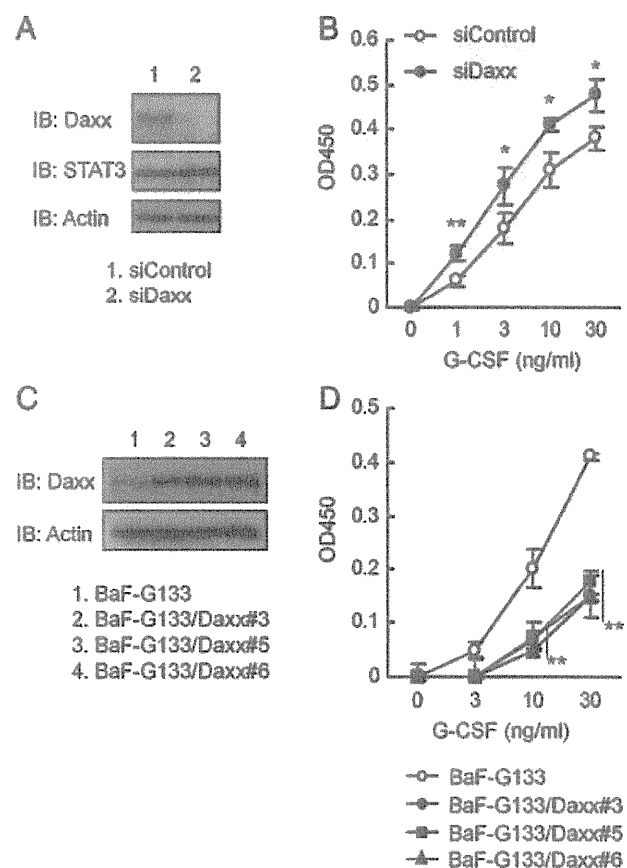 A
1 2
IB: Daxx
IB: STAT3
IB: Actin
1. siControl
2. siDaxx
B
siControl
siDaxx
OD450
0.6
0.5
0.4
0.3
0.2
0.1
0
*
*
*
**
0 1 3 10 30
G-CSF (ng/ml)
C
1 2 3 4
IB: Daxx
IB: Actin
1. BaF-G133
2. BaF-G133/Daxx#3
3. BaF-G133/Daxx#5
4. BaF-G133/Daxx#6
D
OD450
0.5
0.4
0.3
0.2
0.1
0
**
**
0 3 10 30
G-CSF (ng/ml)
BaF-G133
BaF-G133/Daxx#3
BaF-G133/Daxx#5
BaF-G133/Daxx#6